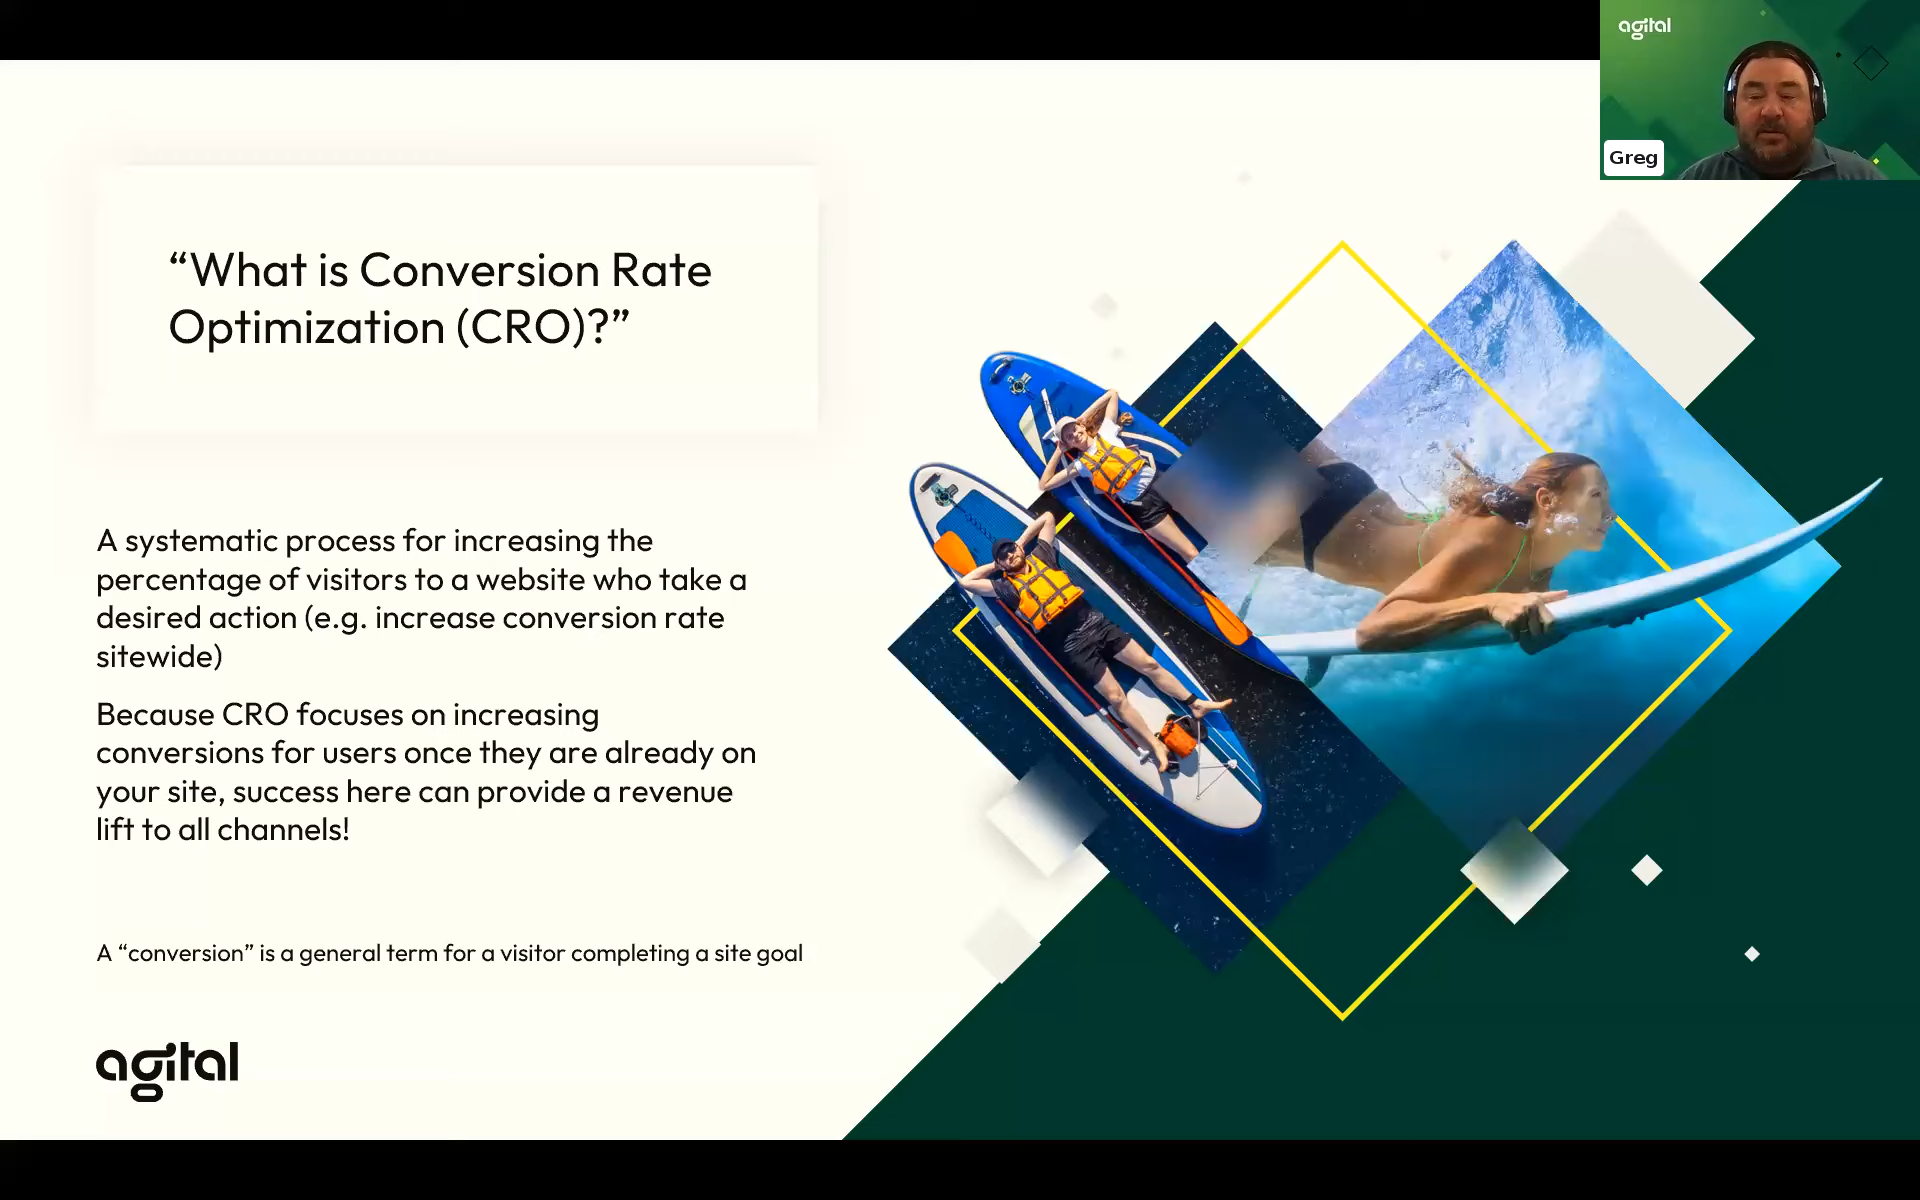 agital
Greg
“What is Conversion Rate
Optimization (CRO)?”
A systematic process for increasing the
percentage of visitors to a website who take a
desired action (e.g. increase conversion rate
sitewide)
Because CRO focuses on increasing
conversions for users once they are already on
your site, success here can provide a revenue
lift to all channels!
A “conversion” is a general term for a visitor completing a site goal
agital